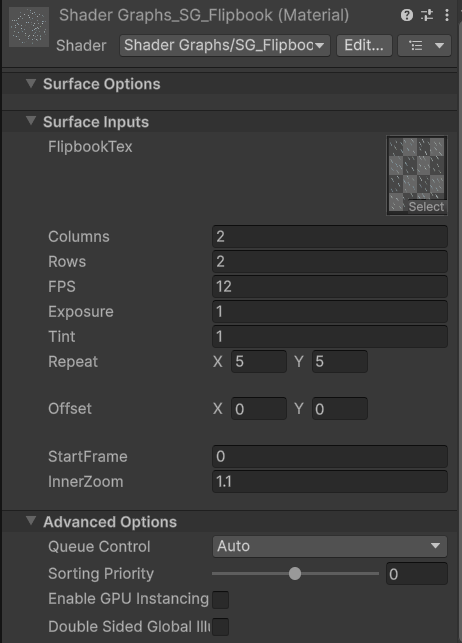 Shader Graphs_SG_Flipbook (Material)
Shader Shader Graphs/SG_Flipboo Edit...
Surface Options
Surface Inputs
FlipbookTex
Select
Columns 2
Rows 2
FPS 12
Exposure 1
Tint 1
Repeat X 5 Y 5
Offset X 0 Y 0
StartFrame 0
InnerZoom 1.1
Advanced Options
Queue Control Auto
Sorting Priority 0
Enable GPU Instancing
Double Sided Global Illu